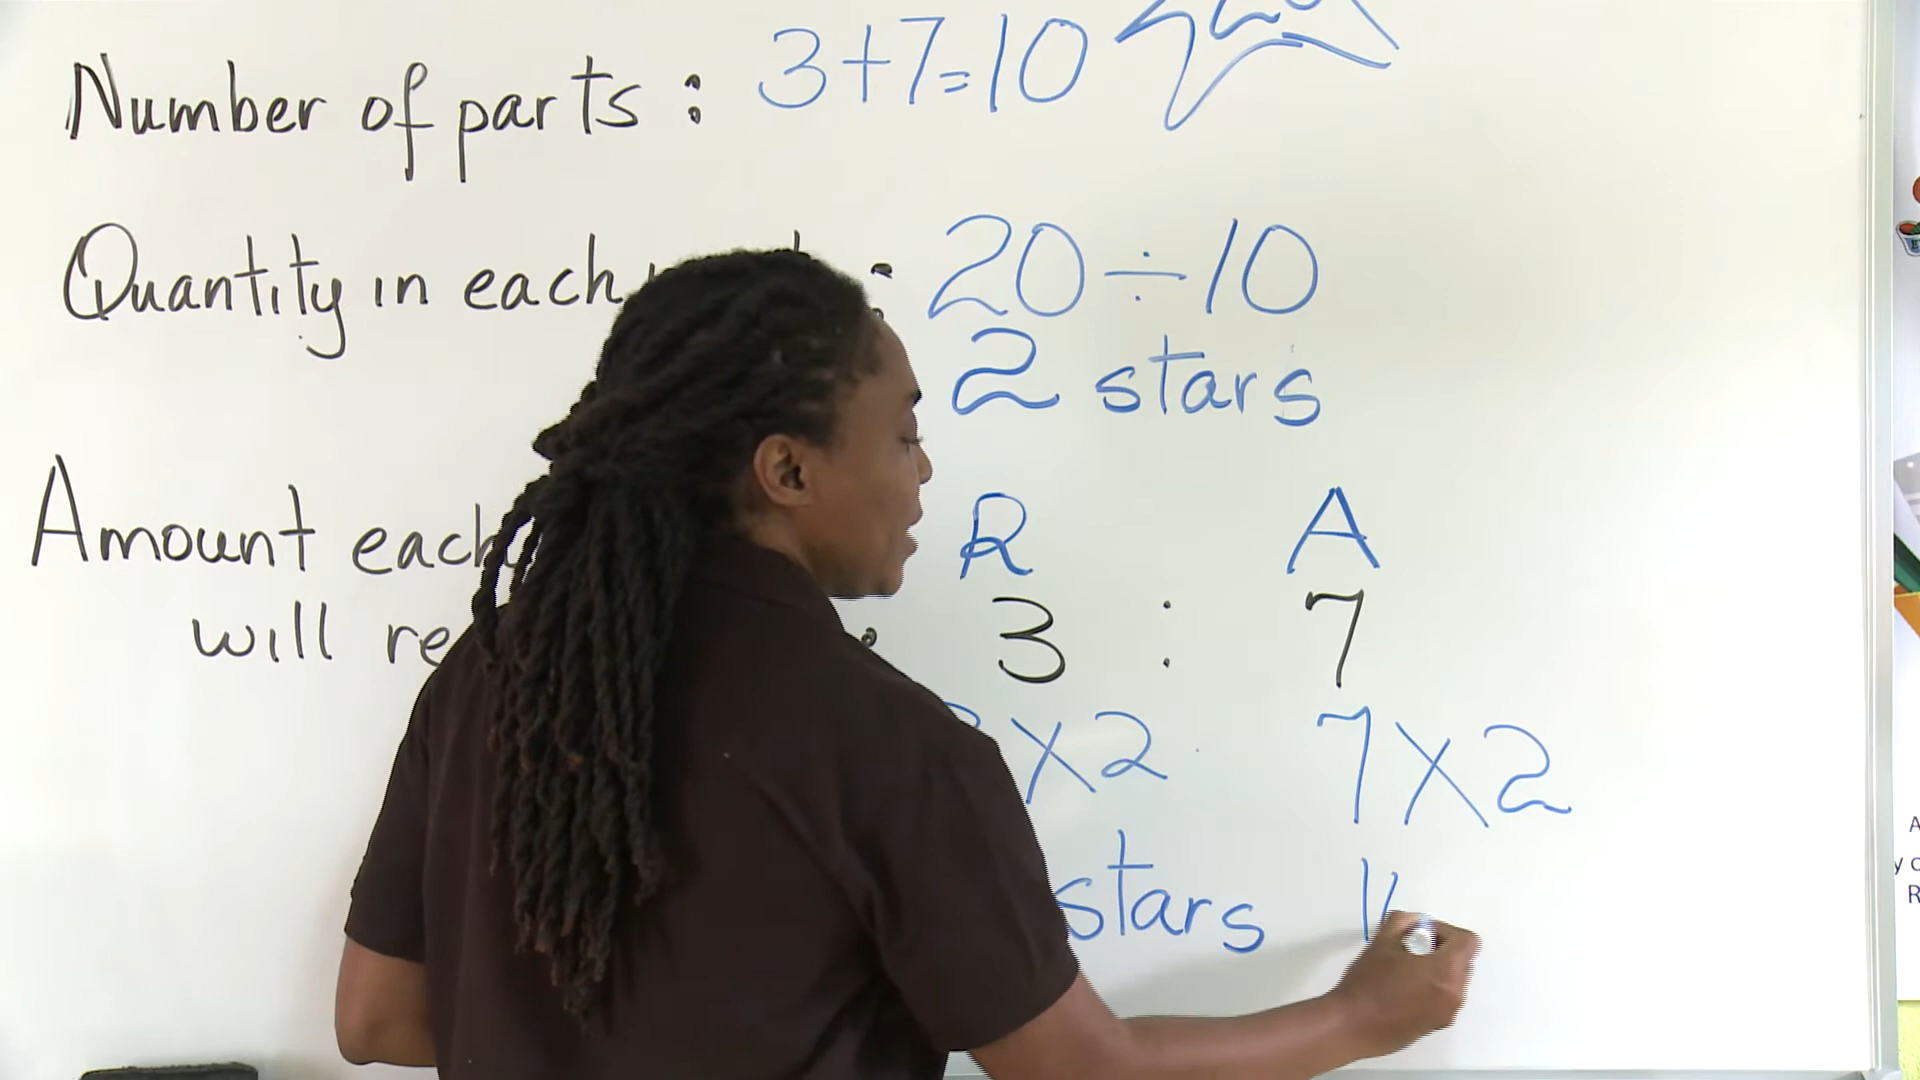 Number of parts : 3+7=10
Quantity in each : 20÷10
2 stars
Amount each R A
will 3 : 7
X2 7X2
stars